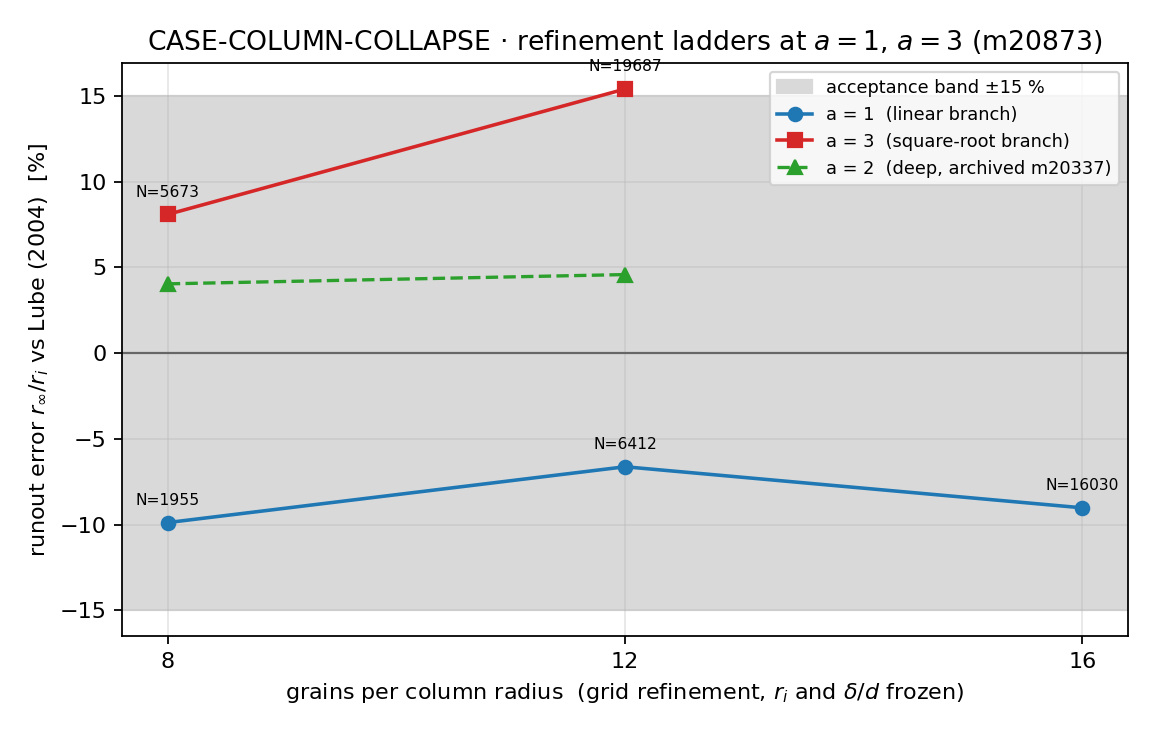 CASE-COLUMN-COLLAPSE · refinement ladders at a = 1, a = 3 (m20873)
N=19687
acceptance band ±15 %
a = 1 (linear branch)
a = 3 (square-root branch)
a = 2 (deep, archived m20337)
N=5673
N=6412
N=16030
N=1955
15
10
5
0
−5
−10
−15
runout error r∞/ri vs Lube (2004) [%]
8
12
16
grains per column radius (grid refinement, ri and δ/d frozen)